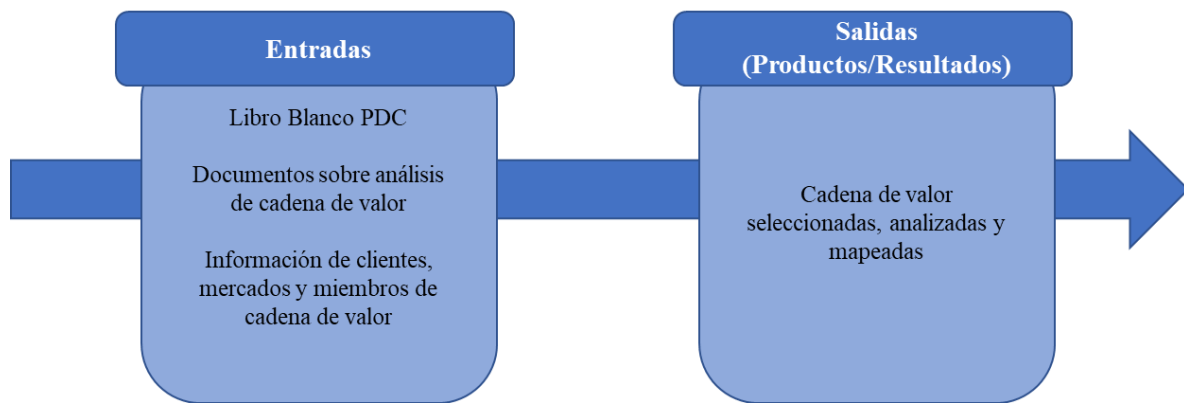 Entradas
Libro Blanco PDC
Documentos sobre análisis
de cadena de valor
Información de clientes,
mercados y miembros de
cadena de valor
Salidas
(Productos/Resultados)
Cadena de valor
seleccionadas, analizadas y
mapeadas